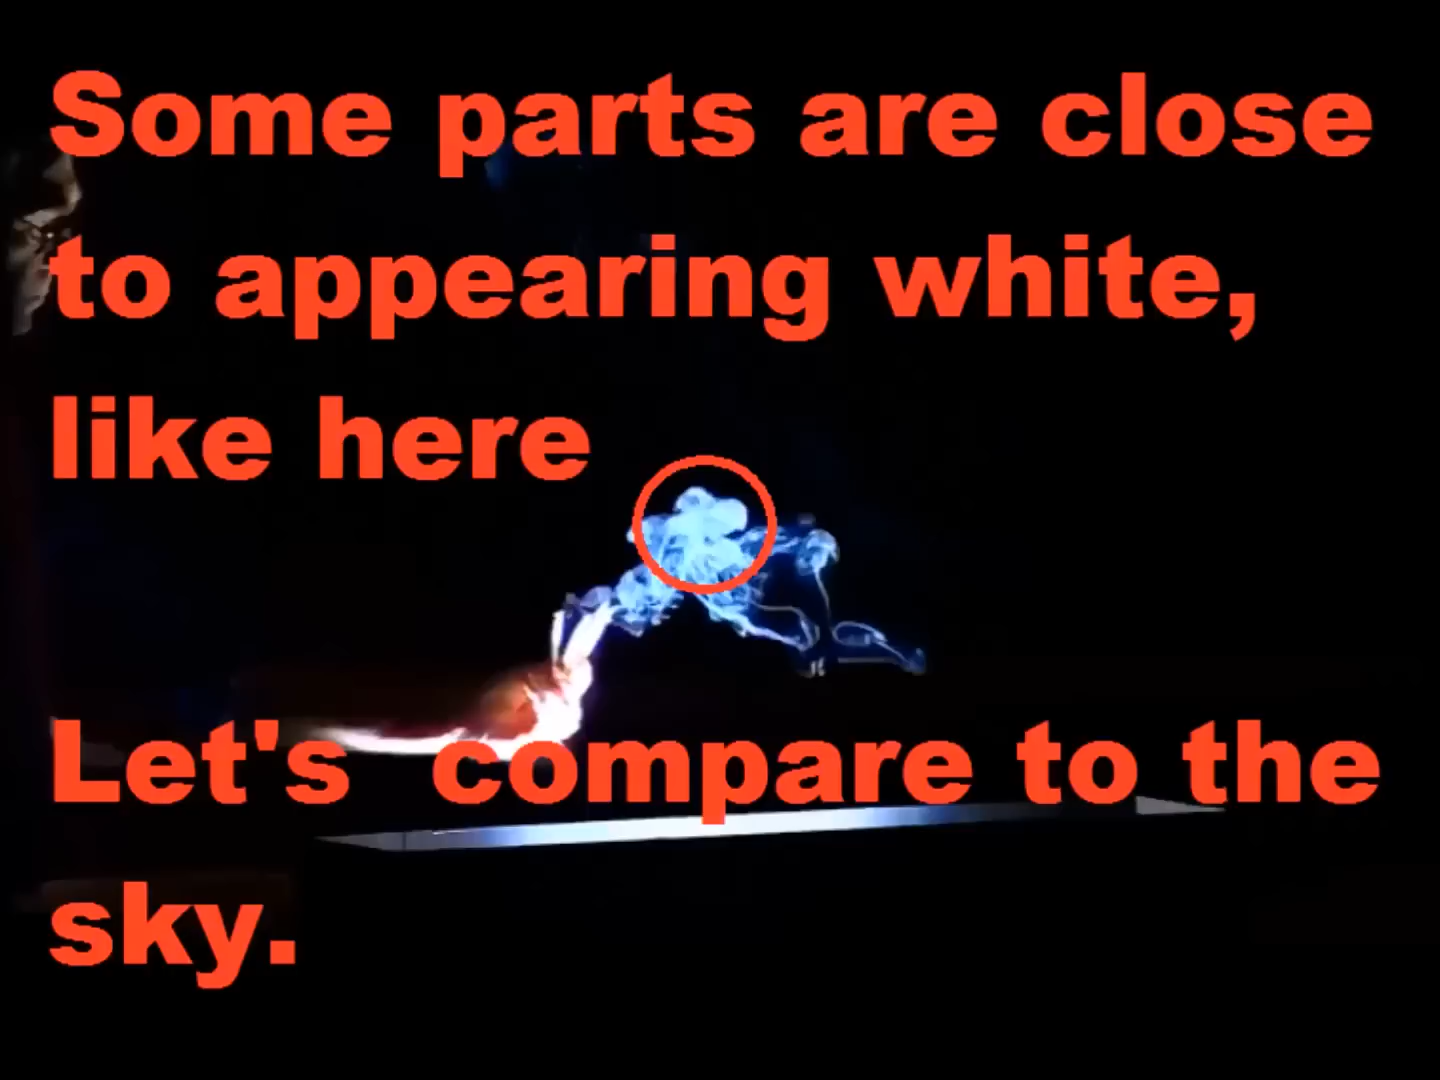 Some parts are close
to appearing white,
like here
Let's  compare to the
sky.